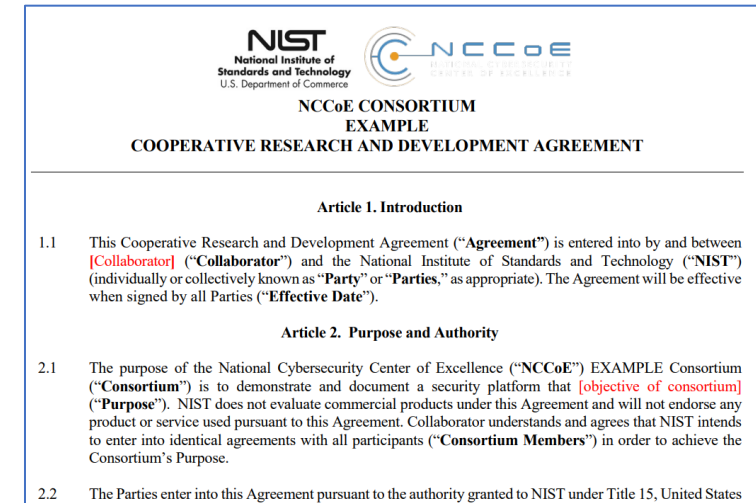 NIST
National Institute of
Standards and Technology
U.S. Department of Commerce
NCCoE
NATIONAL CYBERSECURITY
CENTER OF EXCELLENCE
NCCoE CONSORTIUM
EXAMPLE
COOPERATIVE RESEARCH AND DEVELOPMENT AGREEMENT
Article 1. Introduction
1.1 This Cooperative Research and Development Agreement (“Agreement”) is entered into by and between
[Collaborator] (“Collaborator”) and the National Institute of Standards and Technology (“NIST”)
(individually or collectively known as “Party” or “Parties,” as appropriate). The Agreement will be effective
when signed by all Parties (“Effective Date”).
Article 2. Purpose and Authority
2.1 The purpose of the National Cybersecurity Center of Excellence (“NCCoE”) EXAMPLE Consortium
(“Consortium”) is to demonstrate and document a security platform that [objective of consortium]
(“Purpose”). NIST does not evaluate commercial products under this Agreement and will not endorse any
product or service used pursuant to this Agreement. Collaborator understands and agrees that NIST intends
to enter into identical agreements with all participants (“Consortium Members”) in order to achieve the
Consortium’s Purpose.
2.2 The Parties enter into this Agreement pursuant to the authority granted to NIST under Title 15, United States